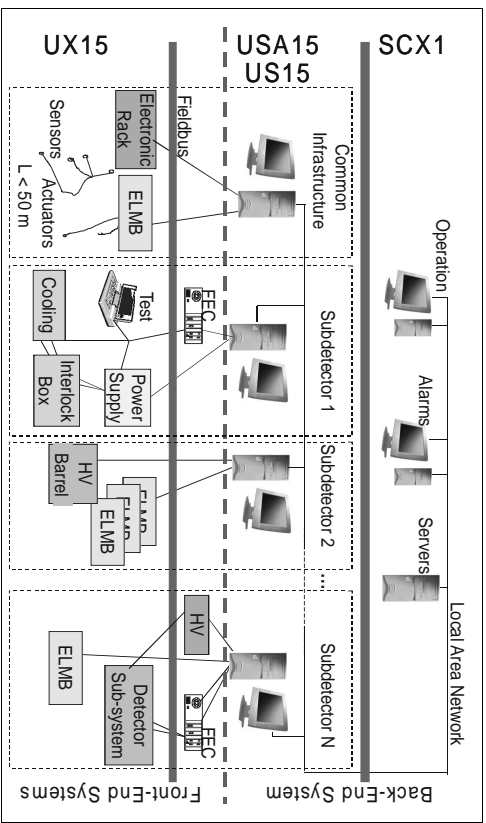 UX15
USA15
US15
SCX1
Sensors
Actuators
L < 50 m
Electronic
Rack
ELMB
Fieldbus
Common
Infrastructure
Operation
Cooling
Test
Interlock
Box
Power
Supply
FEC
Subdetector 1
Alarms
HV
Barrel
ELMB
ELMB
ELMB
Subdetector 2
...
Servers
Local Area Network
ELMB
HV
Detector
Sub-system
FEC
Subdetector N
Front-End Systems
Back-End System